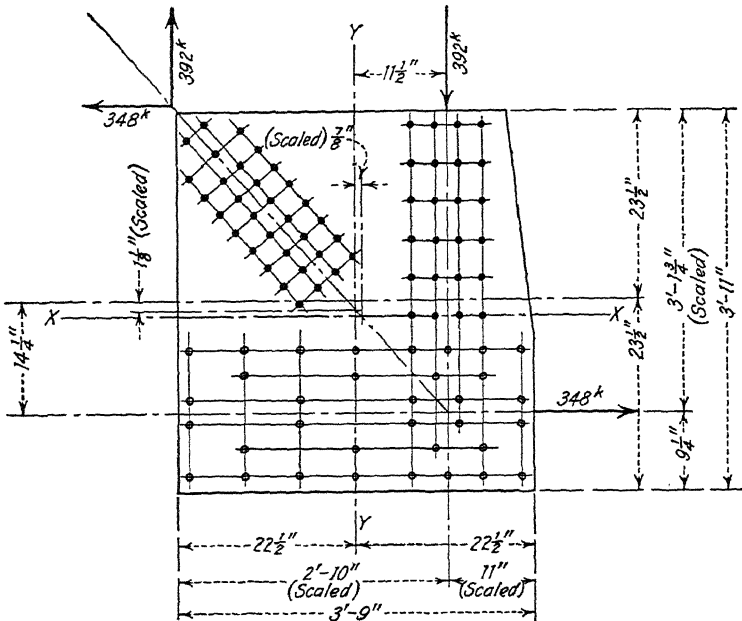 392ᵏ
348ᵏ
Y
11½"
392ᵏ
(Scaled) ⅞"
Y
1⅛" (Scaled)
X
X
14¼"
23½"
23½"
3'-1¾"
(Scaled)
3'-11"
348ᵏ
9¼"
Y
22½"
22½"
2'-10"
(Scaled)
11"
(Scaled)
3'-9"